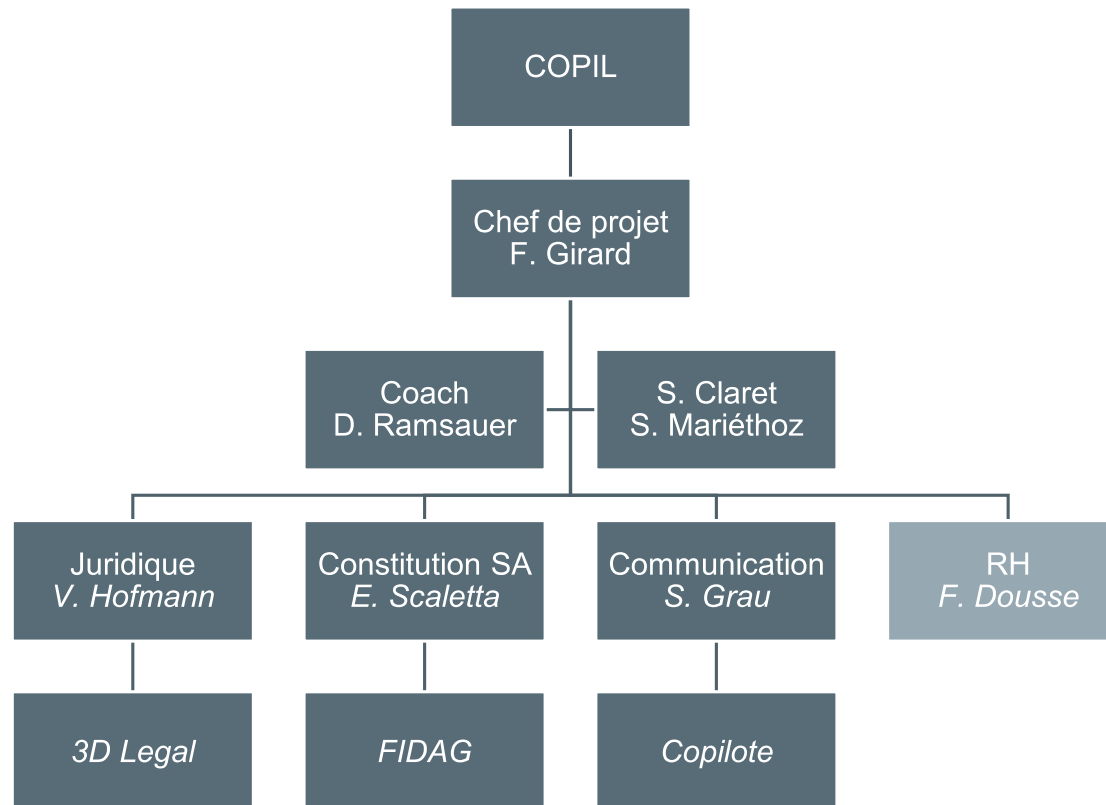 COPIL
Chef de projet
F. Girard
Coach
D. Ramsauer
S. Claret
S. Mariéthoz
Juridique
V. Hofmann
Constitution SA
E. Scaletta
Communication
S. Grau
RH
F. Dousse
3D Legal
FIDAG
Copilote